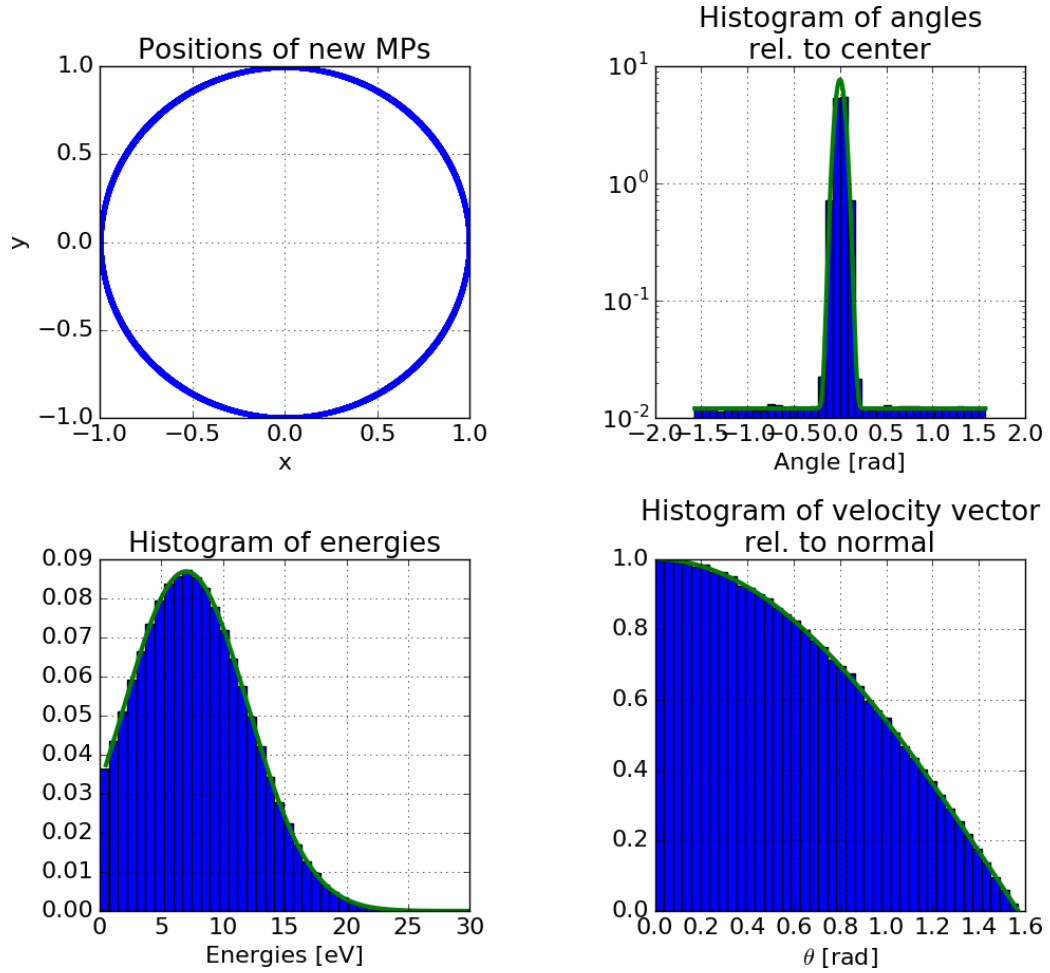 Positions of new MPs
1.0
0.5
0.0
−0.5
−1.0
y
−1.0 −0.5 0.0 0.5 1.0
x
Histogram of angles
rel. to center
10^1
10^0
10^-1
10^-2
−2.0 −1.5 −1.0 −0.5 0.0 0.5 1.0 1.5 2.0
Angle [rad]
Histogram of energies
0.09
0.08
0.07
0.06
0.05
0.04
0.03
0.02
0.01
0.00
0 5 10 15 20 25 30
Energies [eV]
Histogram of velocity vector
rel. to normal
1.0
0.8
0.6
0.4
0.2
0.0
0.0 0.2 0.4 0.6 0.8 1.0 1.2 1.4 1.6
θ [rad]